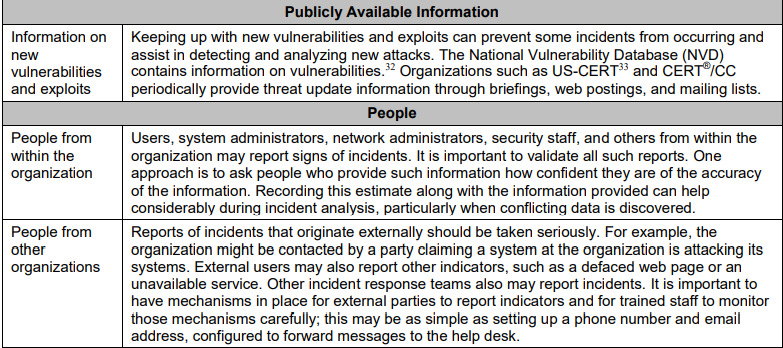 Publicly Available Information
Information on
new
vulnerabilities
and exploits
Keeping up with new vulnerabilities and exploits can prevent some incidents from occurring and
assist in detecting and analyzing new attacks. The National Vulnerability Database (NVD)
contains information on vulnerabilities.32 Organizations such as US-CERT33 and CERT®/CC
periodically provide threat update information through briefings, web postings, and mailing lists.
People
People from
within the
organization
Users, system administrators, network administrators, security staff, and others from within the
organization may report signs of incidents. It is important to validate all such reports. One
approach is to ask people who provide such information how confident they are of the accuracy
of the information. Recording this estimate along with the information provided can help
considerably during incident analysis, particularly when conflicting data is discovered.
People from
other
organizations
Reports of incidents that originate externally should be taken seriously. For example, the
organization might be contacted by a party claiming a system at the organization is attacking its
systems. External users may also report other indicators, such as a defaced web page or an
unavailable service. Other incident response teams also may report incidents. It is important to
have mechanisms in place for external parties to report indicators and for trained staff to monitor
those mechanisms carefully; this may be as simple as setting up a phone number and email
address, configured to forward messages to the help desk.